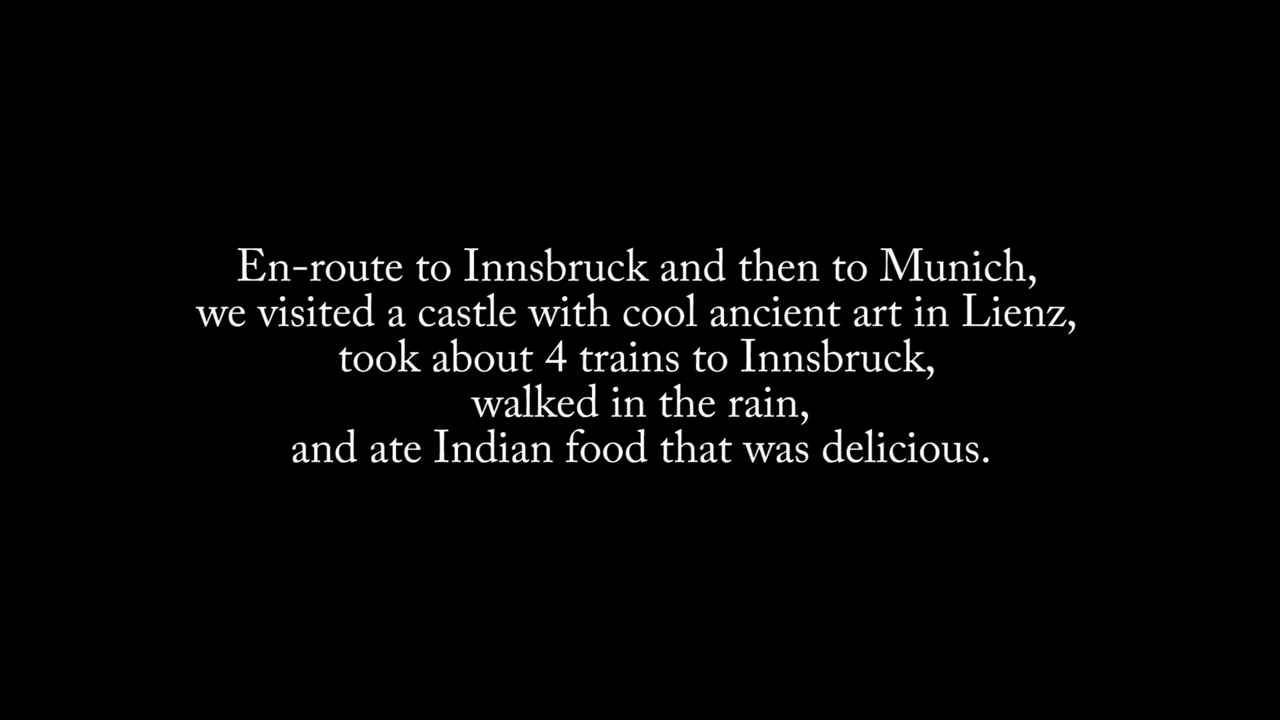 En-route to Innsbruck and then to Munich,
we visited a castle with cool ancient art in Lienz,
took about 4 trains to Innsbruck,
walked in the rain,
and ate Indian food that was delicious.